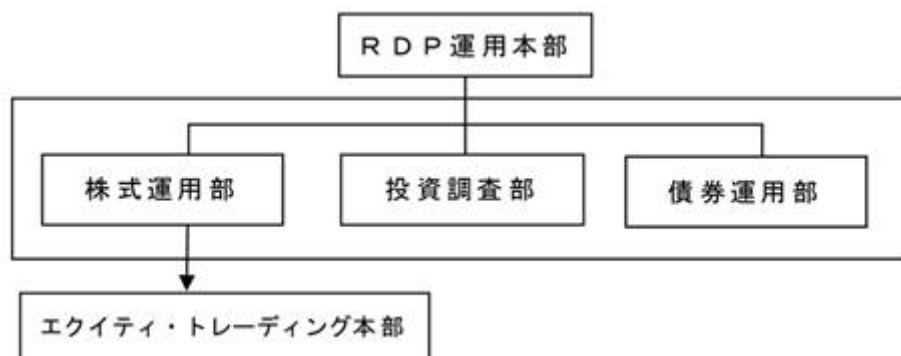 ＲＤＰ運用本部
株式運用部
投資調査部
債券運用部
エクイティ・トレーディング本部